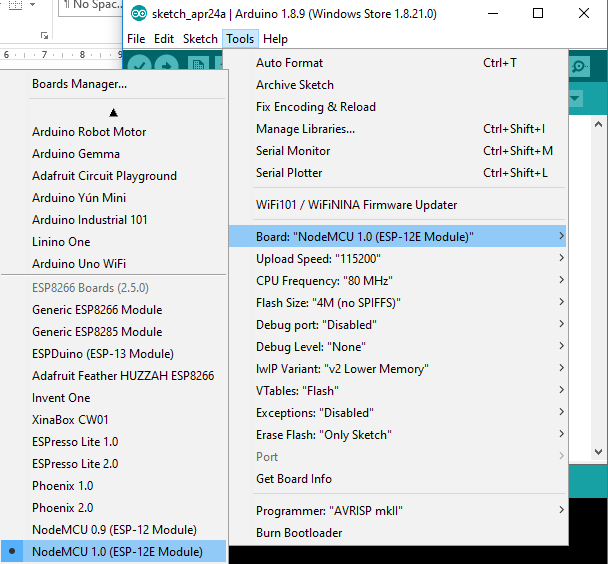 ¶ No Spac...
sketch_apr24a | Arduino 1.8.9 (Windows Store 1.8.21.0)
File Edit Sketch Tools Help
6 7
Auto Format Ctrl+T
Archive Sketch
Fix Encoding & Reload
Manage Libraries... Ctrl+Shift+I
Serial Monitor Ctrl+Shift+M
Serial Plotter Ctrl+Shift+L
WiFi101 / WiFiNINA Firmware Updater
Board: "NodeMCU 1.0 (ESP-12E Module)"
Upload Speed: "115200"
CPU Frequency: "80 MHz"
Flash Size: "4M (no SPIFFS)"
Debug port: "Disabled"
Debug Level: "None"
lwIP Variant: "v2 Lower Memory"
VTables: "Flash"
Exceptions: "Disabled"
Erase Flash: "Only Sketch"
Port
Get Board Info
Programmer: "AVRISP mkII"
Burn Bootloader
Boards Manager...
Arduino Robot Motor
Arduino Gemma
Adafruit Circuit Playground
Arduino Yún Mini
Arduino Industrial 101
Linino One
Arduino Uno WiFi
ESP8266 Boards (2.5.0)
Generic ESP8266 Module
Generic ESP8285 Module
ESPDuino (ESP-13 Module)
Adafruit Feather HUZZAH ESP8266
Invent One
XinaBox CW01
ESPresso Lite 1.0
ESPresso Lite 2.0
Phoenix 1.0
Phoenix 2.0
NodeMCU 0.9 (ESP-12 Module)
NodeMCU 1.0 (ESP-12E Module)